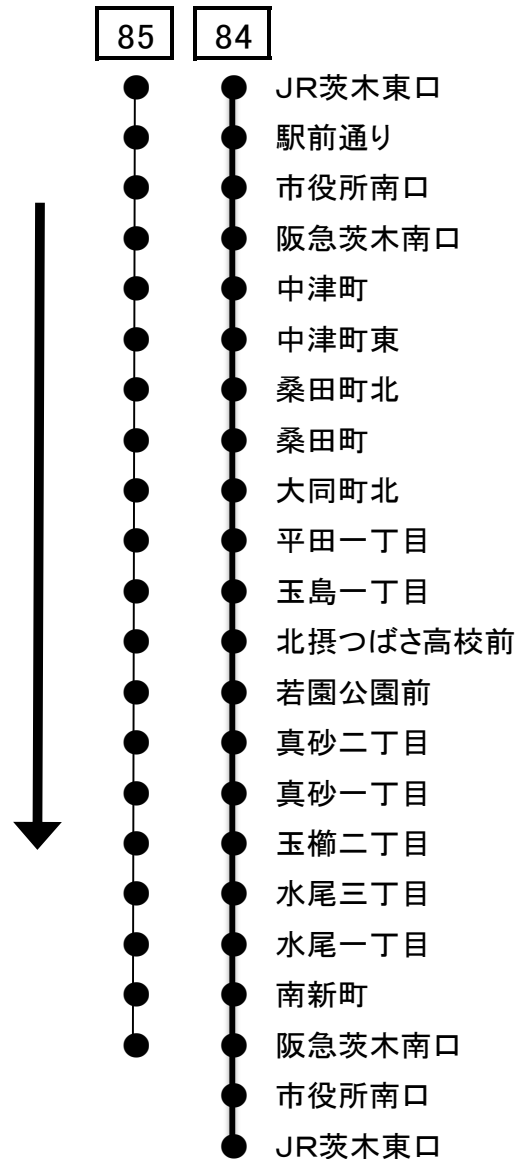 85 84
JR茨木東口
駅前通り
市役所南口
阪急茨木南口
中津町
中津町東
桑田町北
桑田町
大同町北
平田一丁目
玉島一丁目
北摂つばさ高校前
若園公園前
真砂二丁目
真砂一丁目
玉櫛二丁目
水尾三丁目
水尾一丁目
南新町
阪急茨木南口
市役所南口
JR茨木東口